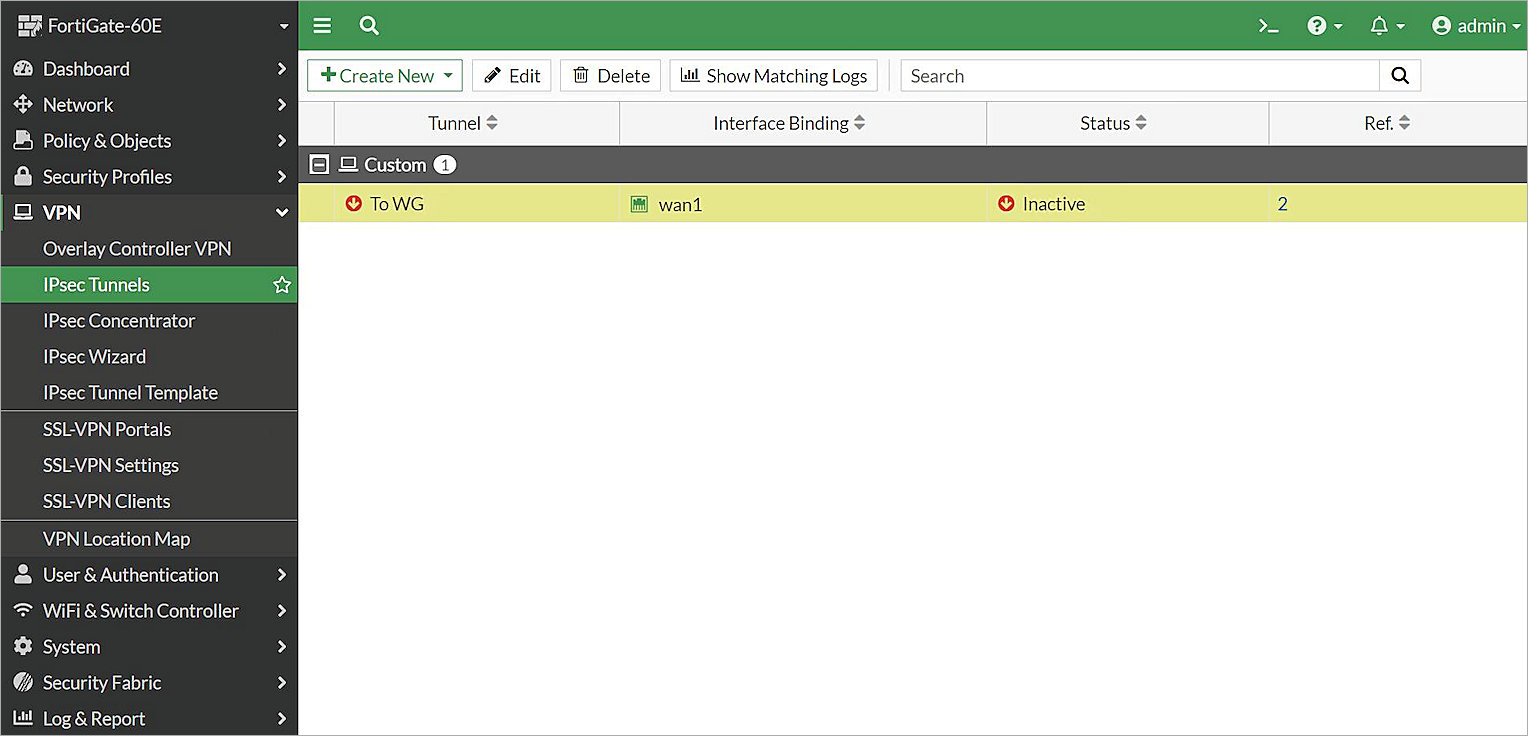 FortiGate-60E
admin
Dashboard
Network
Policy & Objects
Security Profiles
VPN
Overlay Controller VPN
IPsec Tunnels
IPsec Concentrator
IPsec Wizard
IPsec Tunnel Template
SSL-VPN Portals
SSL-VPN Settings
SSL-VPN Clients
VPN Location Map
User & Authentication
WiFi & Switch Controller
System
Security Fabric
Log & Report
Create New Edit Delete Show Matching Logs Search
Tunnel Interface Binding Status Ref.
Custom 1
To WG wan1 Inactive 2